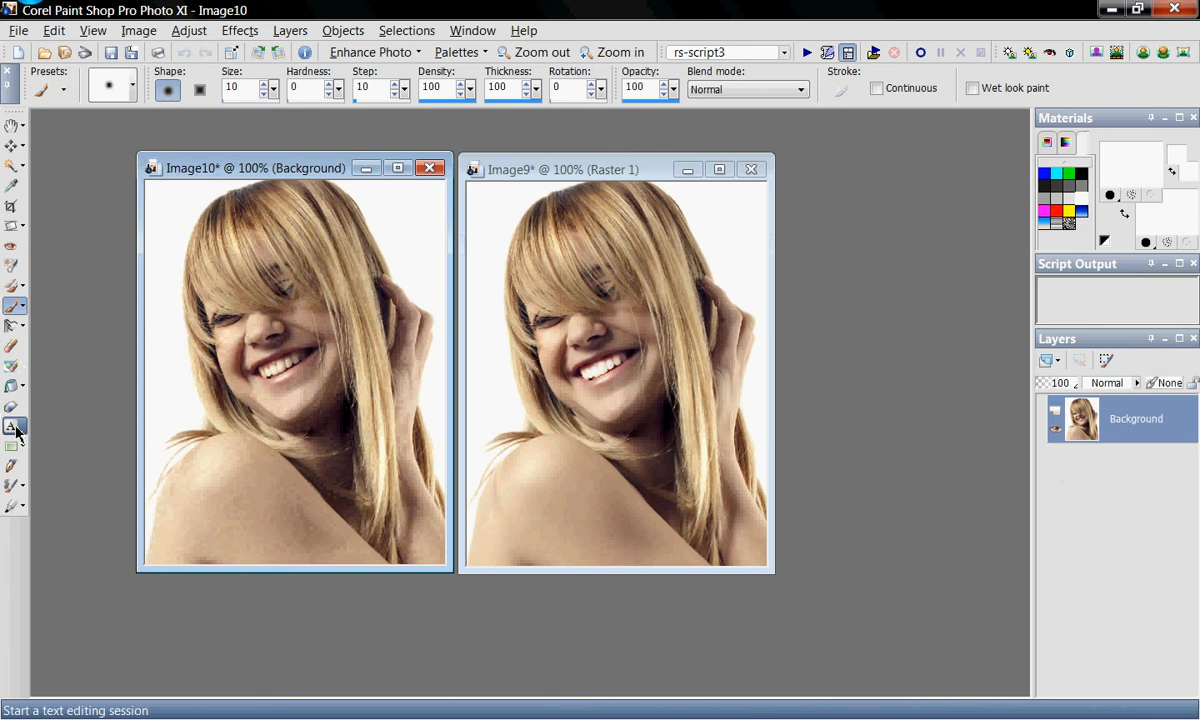 Corel Paint Shop Pro Photo XI - Image10
File Edit View Image Adjust Effects Layers Objects Selections Window Help
Enhance Photo Palettes Zoom out Zoom in rs-script3
Presets: Shape: Size: Hardness: Step: Density: Thickness: Rotation: Opacity: Blend mode: Stroke:
10 0 10 100 100 0 100 Normal Continuous Wet look paint
Materials
Image10* @ 100% (Background)
Image9* @ 100% (Raster 1)
Script Output
Layers
100 Normal None
Background
A
Start a text editing session